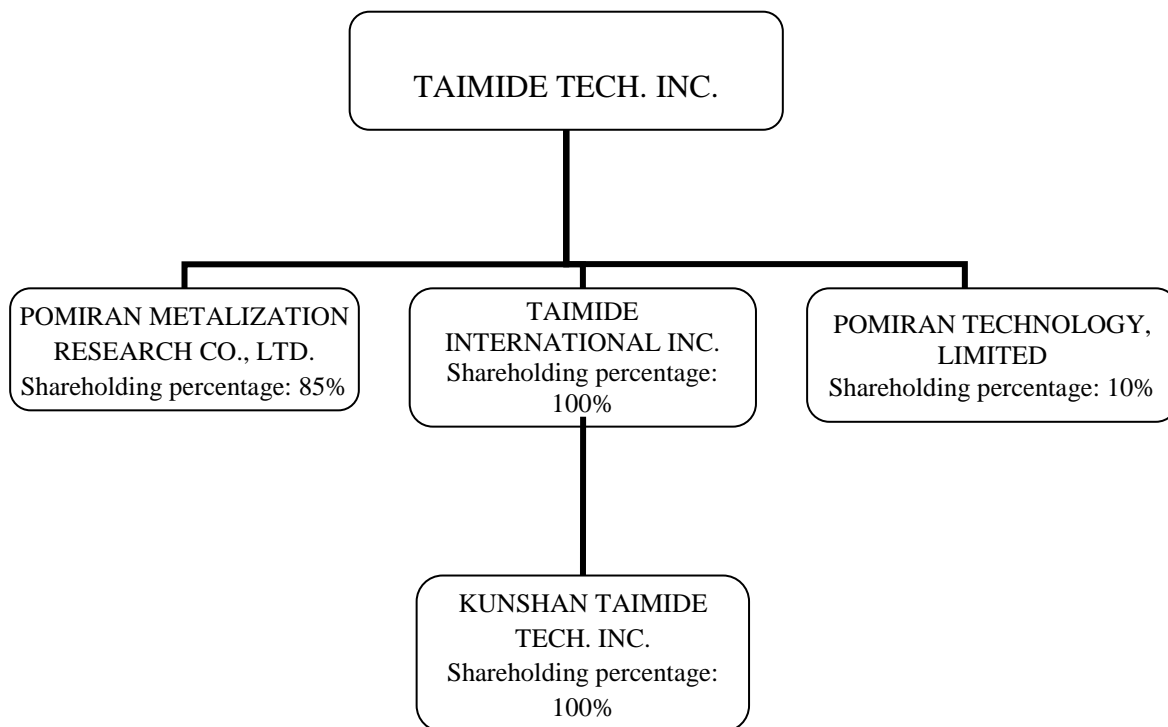 TAIMIDE TECH. INC.
POMIRAN METALIZATION
RESEARCH CO., LTD.
Shareholding percentage: 85%
TAIMIDE
INTERNATIONAL INC.
Shareholding percentage:
100%
POMIRAN TECHNOLOGY,
LIMITED
Shareholding percentage: 10%
KUNSHAN TAIMIDE
TECH. INC.
Shareholding percentage:
100%